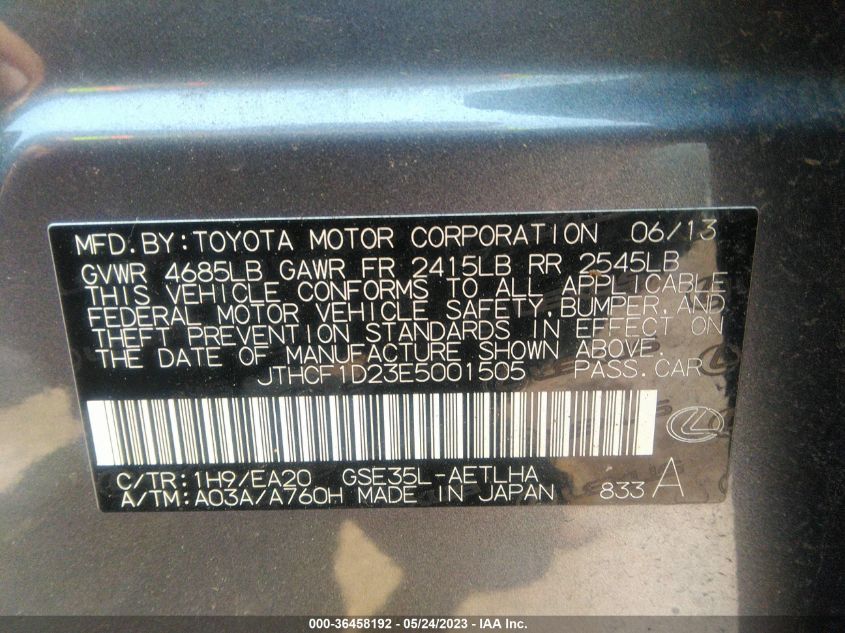 MFD.BY:TOYOTA MOTOR CORPORATION 06/13
GVWR 4685LB GAWR FR 2415LB RR 2545LB
THIS VEHICLE CONFORMS TO ALL APPLICABLE
FEDERAL MOTOR VEHICLE SAFETY,BUMPER,AND
THEFT PREVENTION STANDARDS IN EFFECT ON
THE DATE OF MANUFACTURE SHOWN ABOVE.
JTHCF1D23E5001505 PASS.CAR
C/TR:1H9/EA20 GSE35L-AETLHA
A/TM:A03A/A760H MADE IN JAPAN 833 A
000-36458192 - 05/24/2023 - IAA Inc.